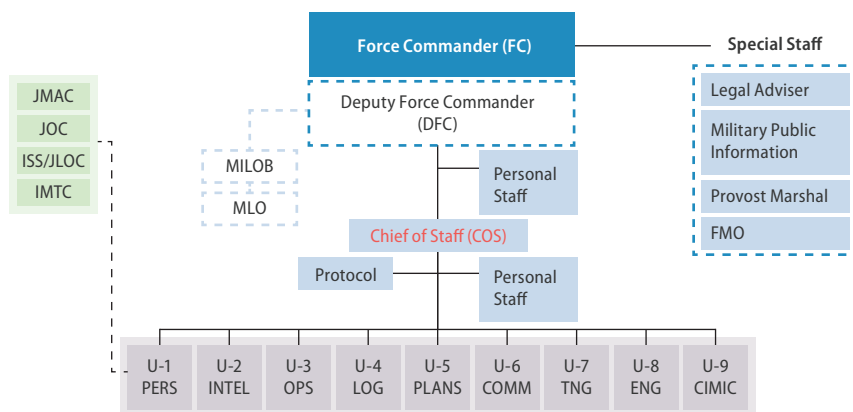 Force Commander (FC)
Special Staff
Deputy Force Commander
(DFC)
JMAC
JOC
ISS/JLOC
IMTC
MILOB
MLO
Legal Adviser
Military Public
Information
Provost Marshal
FMO
Personal
Staff
Chief of Staff (COS)
Protocol
Personal
Staff
U-1
PERS
U-2
INTEL
U-3
OPS
U-4
LOG
U-5
PLANS
U-6
COMM
U-7
TNG
U-8
ENG
U-9
CIMIC